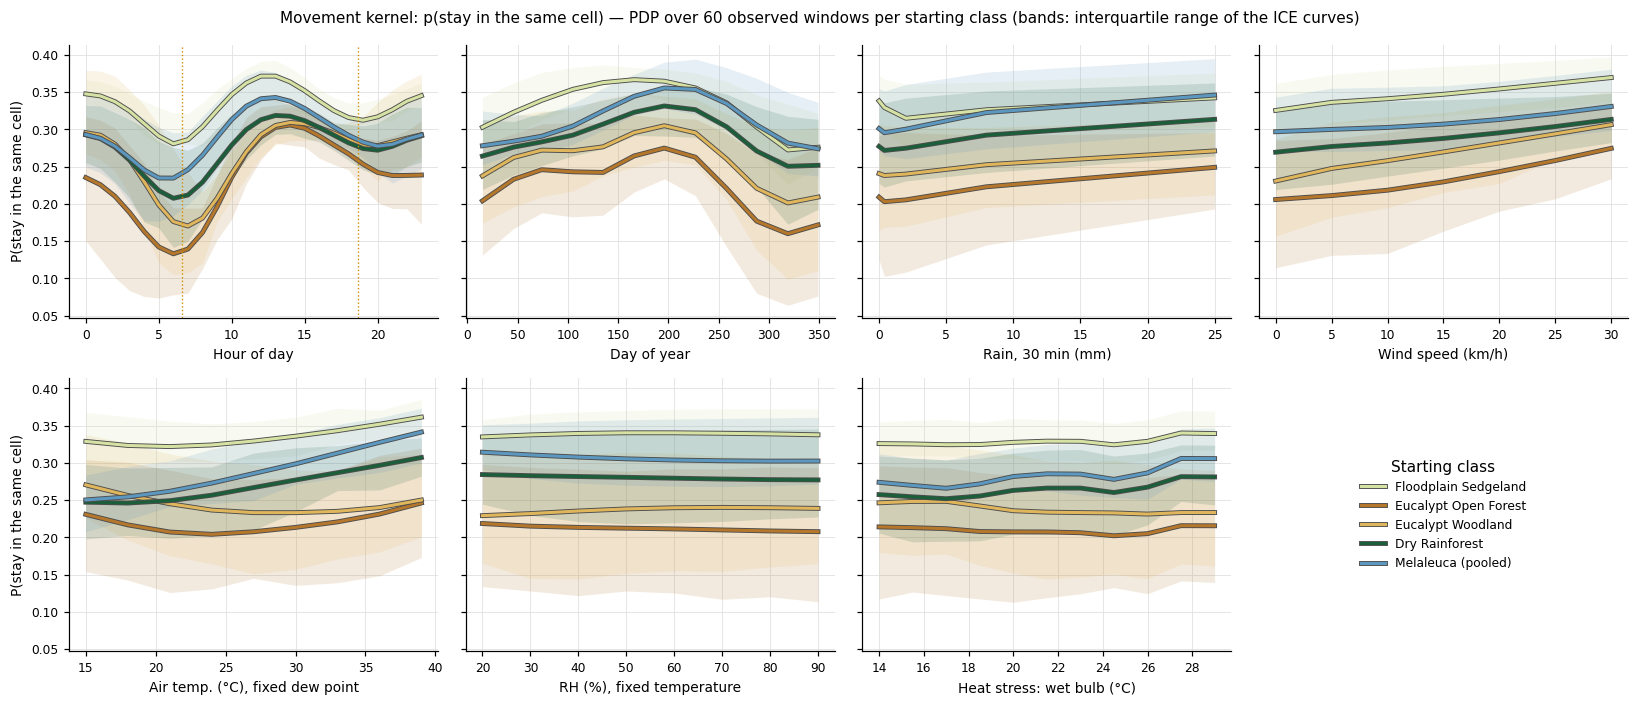 Movement kernel: p(stay in the same cell) — PDP over 60 observed windows per starting class (bands: interquartile range of the ICE curves)
P(stay in the same cell)
0.40
0.35
0.30
0.25
0.20
0.15
0.10
0.05
0 5 10 15 20
Hour of day
0 50 100 150 200 250 300 350
Day of year
0 5 10 15 20 25
Rain, 30 min (mm)
0 5 10 15 20 25 30
Wind speed (km/h)
P(stay in the same cell)
0.40
0.35
0.30
0.25
0.20
0.15
0.10
0.05
15 20 25 30 35 40
Air temp. (°C), fixed dew point
20 30 40 50 60 70 80 90
RH (%), fixed temperature
14 16 18 20 22 24 26 28
Heat stress: wet bulb (°C)
Starting class
Floodplain Sedgeland
Eucalypt Open Forest
Eucalypt Woodland
Dry Rainforest
Melaleuca (pooled)